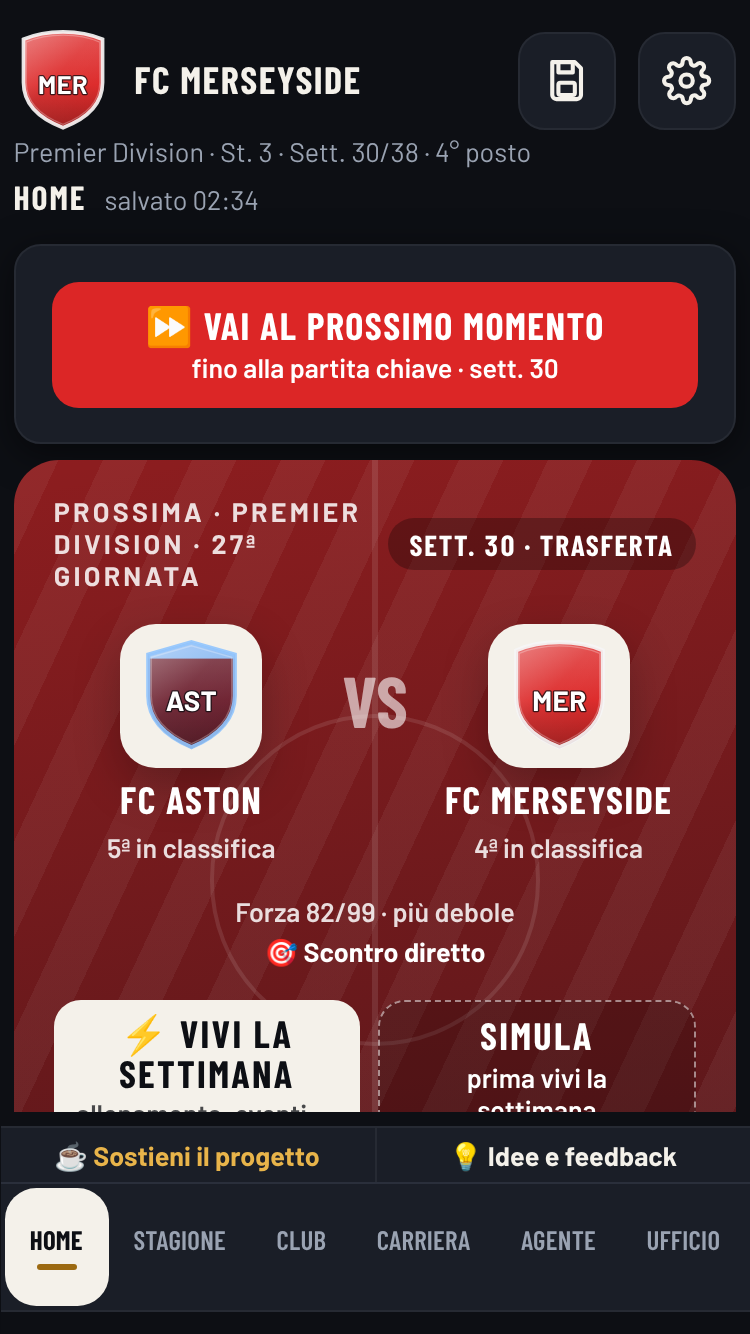 MER
FC MERSEYSIDE
Premier Division · St. 3 · Sett. 30/38 · 4° posto
HOME salvato 02:34
⏩ VAI AL PROSSIMO MOMENTO
fino alla partita chiave · sett. 30
PROSSIMA · PREMIER
DIVISION · 27ª
GIORNATA
SETT. 30 · TRASFERTA
AST
VS
MER
FC ASTON
FC MERSEYSIDE
5ª in classifica
4ª in classifica
Forza 82/99 · più debole
🎯 Scontro diretto
⚡ VIVI LA
SETTIMANA
allenamento, eventi
SIMULA
prima vivi la
settimana
☕ Sostieni il progetto
💡 Idee e feedback
HOME
STAGIONE
CLUB
CARRIERA
AGENTE
UFFICIO